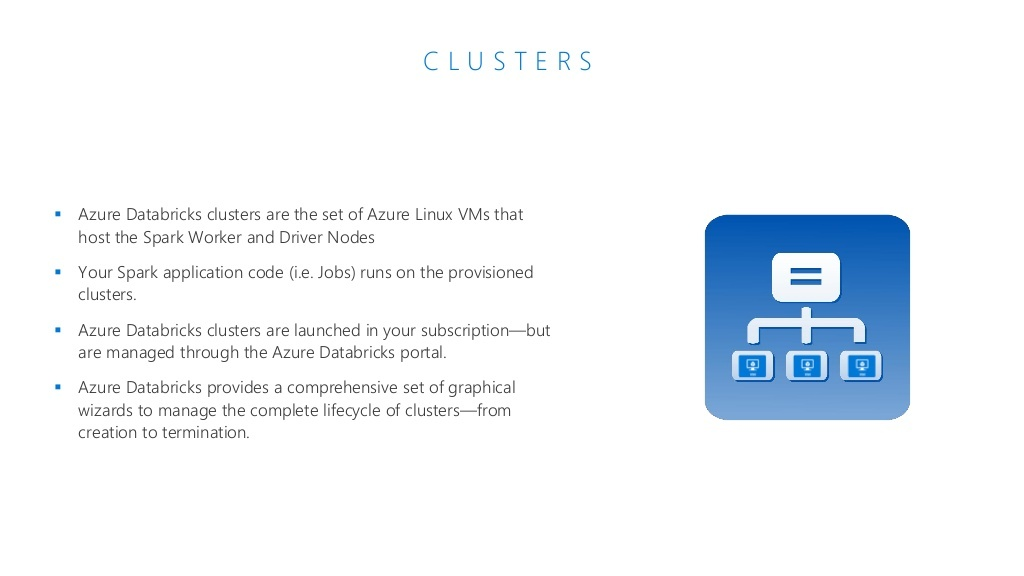 CLUSTERS
▪ Azure Databricks clusters are the set of Azure Linux VMs that
host the Spark Worker and Driver Nodes
▪ Your Spark application code (i.e. Jobs) runs on the provisioned
clusters.
▪ Azure Databricks clusters are launched in your subscription—but
are managed through the Azure Databricks portal.
▪ Azure Databricks provides a comprehensive set of graphical
wizards to manage the complete lifecycle of clusters—from
creation to termination.